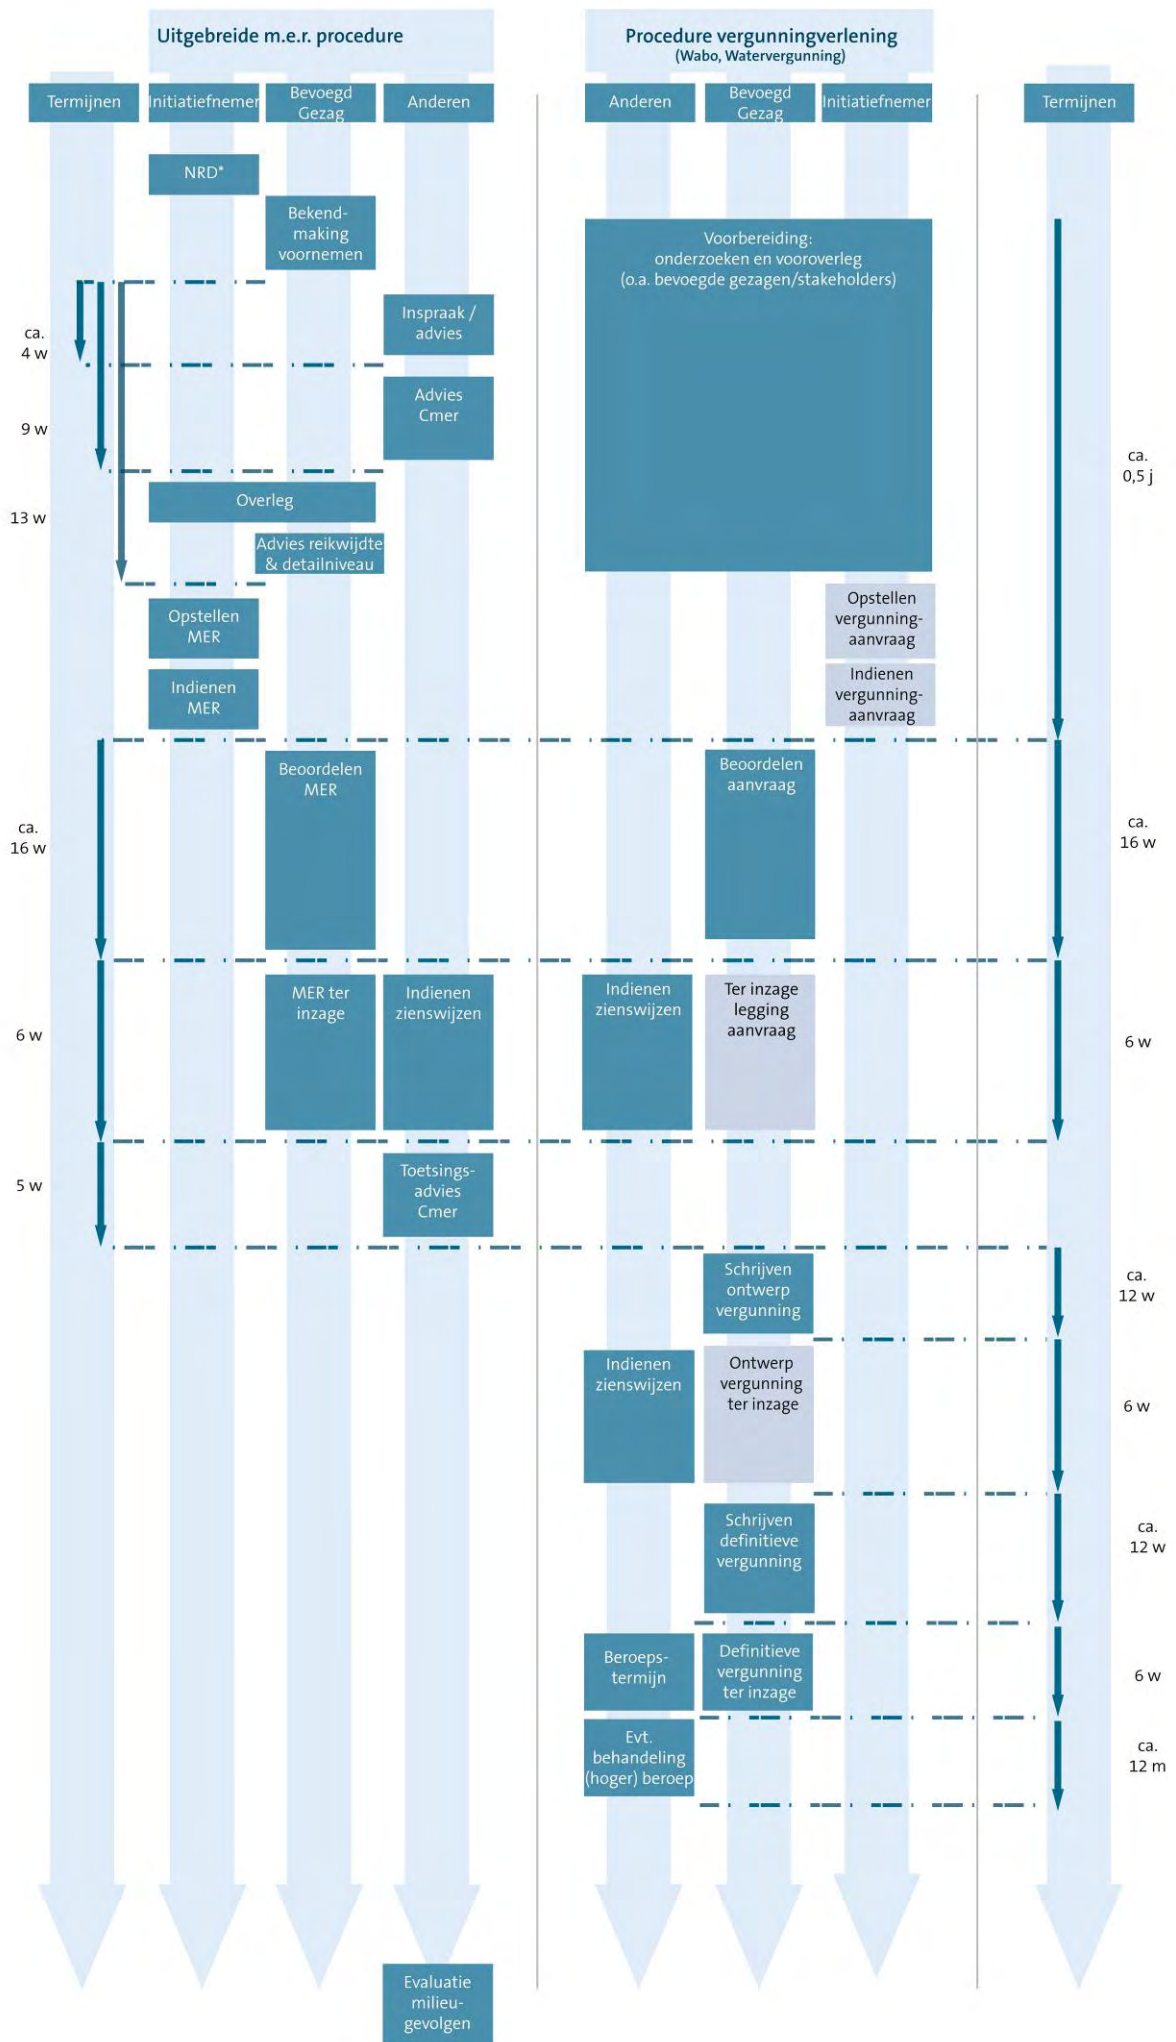 Uitgebreide m.e.r. procedure
Procedure vergunningverlening
(Wabo, Watervergunning)
Termijnen
Initiatiefnemer
Bevoegd
Gezag
Anderen
Anderen
Bevoegd
Gezag
Initiatiefnemer
Termijnen
NRD*
Bekend-
making
voornemen
Voorbereiding:
onderzoeken en vooroverleg
(o.a. bevoegde gezagen/stakeholders)
Inspraak /
advies
ca.
4 w
Advies
Cmer
9 w
ca.
0,5 j
Overleg
13 w
Advies reikwijdte
& detailniveau
Opstellen
MER
Opstellen
vergunning-
aanvraag
Indienen
MER
Indienen
vergunning-
aanvraag
Beoordelen
MER
Beoordelen
aanvraag
ca.
16 w
ca.
16 w
MER ter
inzage
Indienen
zienswijzen
Indienen
zienswijzen
Ter inzage
legging
aanvraag
6 w
6 w
Toetsings-
advies
Cmer
5 w
Schrijven
ontwerp
vergunning
ca.
12 w
Indienen
zienswijzen
Ontwerp
vergunning
ter inzage
6 w
Schrijven
definitieve
vergunning
ca.
12 w
Beroeps-
termijn
Definitieve
vergunning
ter inzage
6 w
Evt.
behandeling
(hoger) beroep
ca.
12 m
Evaluatie
milieu-
gevolgen